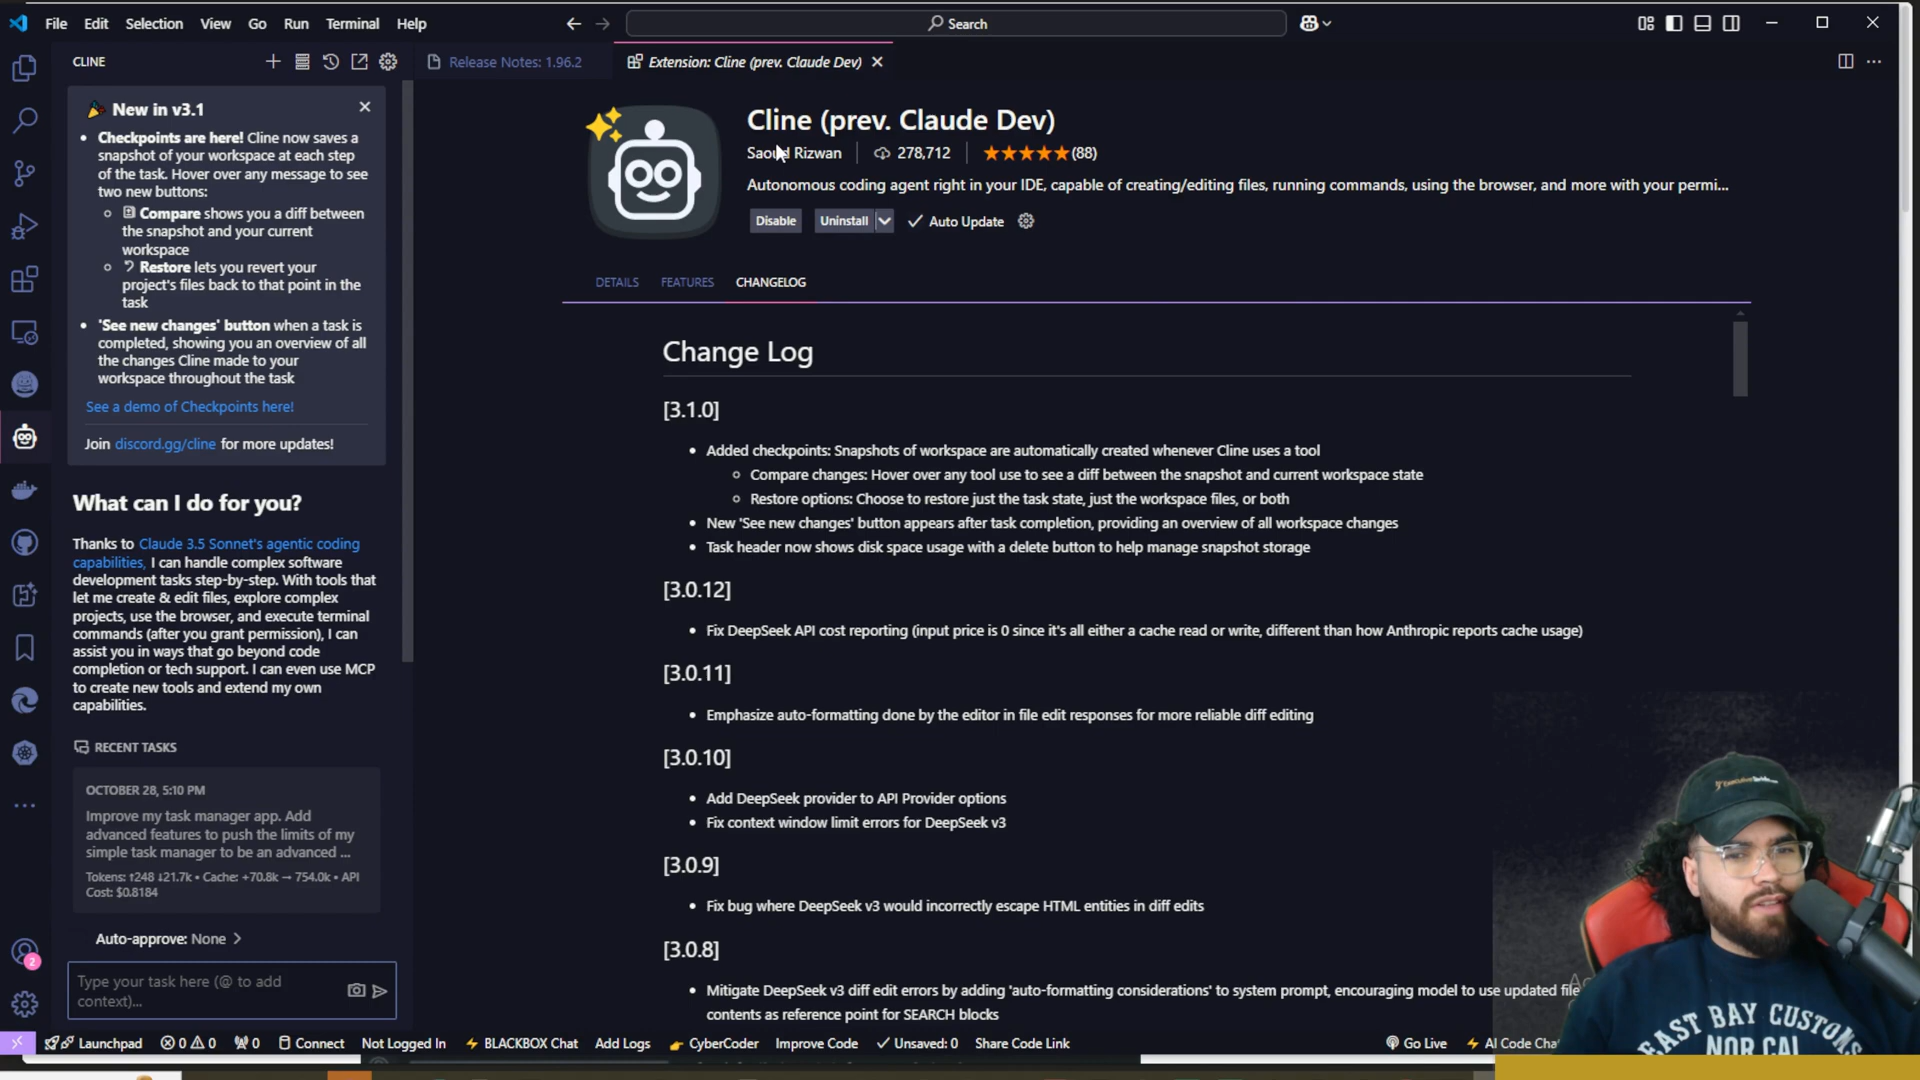 File Edit Selection View Go Run Terminal Help
Search
CLINE
Release Notes: 1.96.2
Extension: Cline (prev. Claude Dev)
New in v3.1
• Checkpoints are here! Cline now saves a
snapshot of your workspace at each step
of the task. Hover over any message to see
two new buttons:
Compare shows you a diff between
the snapshot and your current
workspace
Restore lets you revert your
project's files back to that point in the
task
• 'See new changes' button when a task is
completed, showing you an overview of all
the changes Cline made to your
workspace throughout the task
See a demo of Checkpoints here!
Join discord.gg/cline for more updates!
What can I do for you?
Thanks to Claude 3.5 Sonnet's agentic coding
capabilities, I can handle complex software
development tasks step-by-step. With tools that
let me create & edit files, explore complex
projects, use the browser, and execute terminal
commands (after you grant permission), I can
assist you in ways that go beyond code
completion or tech support. I can even use MCP
to create new tools and extend my own
capabilities.
RECENT TASKS
OCTOBER 28, 5:10 PM
Improve my task manager app. Add
advanced features to push the limits of my
simple task manager to be an advanced ...
Tokens: ↑248 ↓21.7k • Cache: +70.8k → 754.0k • API
Cost: $0.8184
Auto-approve: None
Type your task here (@ to add
context)...
2
Cline (prev. Claude Dev)
Saoud Rizwan 278,712 (88)
Autonomous coding agent right in your IDE, capable of creating/editing files, running commands, using the browser, and more with your permi...
Disable Uninstall Auto Update
DETAILS FEATURES CHANGELOG
Change Log
[3.1.0]
• Added checkpoints: Snapshots of workspace are automatically created whenever Cline uses a tool
Compare changes: Hover over any tool use to see a diff between the snapshot and current workspace state
Restore options: Choose to restore just the task state, just the workspace files, or both
• New 'See new changes' button appears after task completion, providing an overview of all workspace changes
• Task header now shows disk space usage with a delete button to help manage snapshot storage
[3.0.12]
• Fix DeepSeek API cost reporting (input price is 0 since it's all either a cache read or write, different than how Anthropic reports cache usage)
[3.0.11]
• Emphasize auto-formatting done by the editor in file edit responses for more reliable diff editing
[3.0.10]
• Add DeepSeek provider to API Provider options
• Fix context window limit errors for DeepSeek v3
[3.0.9]
• Fix bug where DeepSeek v3 would incorrectly escape HTML entities in diff edits
[3.0.8]
• Mitigate DeepSeek v3 diff edit errors by adding 'auto-formatting considerations' to system prompt, encouraging model to use updated file
contents as reference point for SEARCH blocks
EAST BAY CUSTOMS
NOR CAL
Launchpad 0 0 0 Connect Not Logged In BLACKBOX Chat Add Logs CyberCoder Improve Code Unsaved: 0 Share Code Link Go Live AI Code Chat